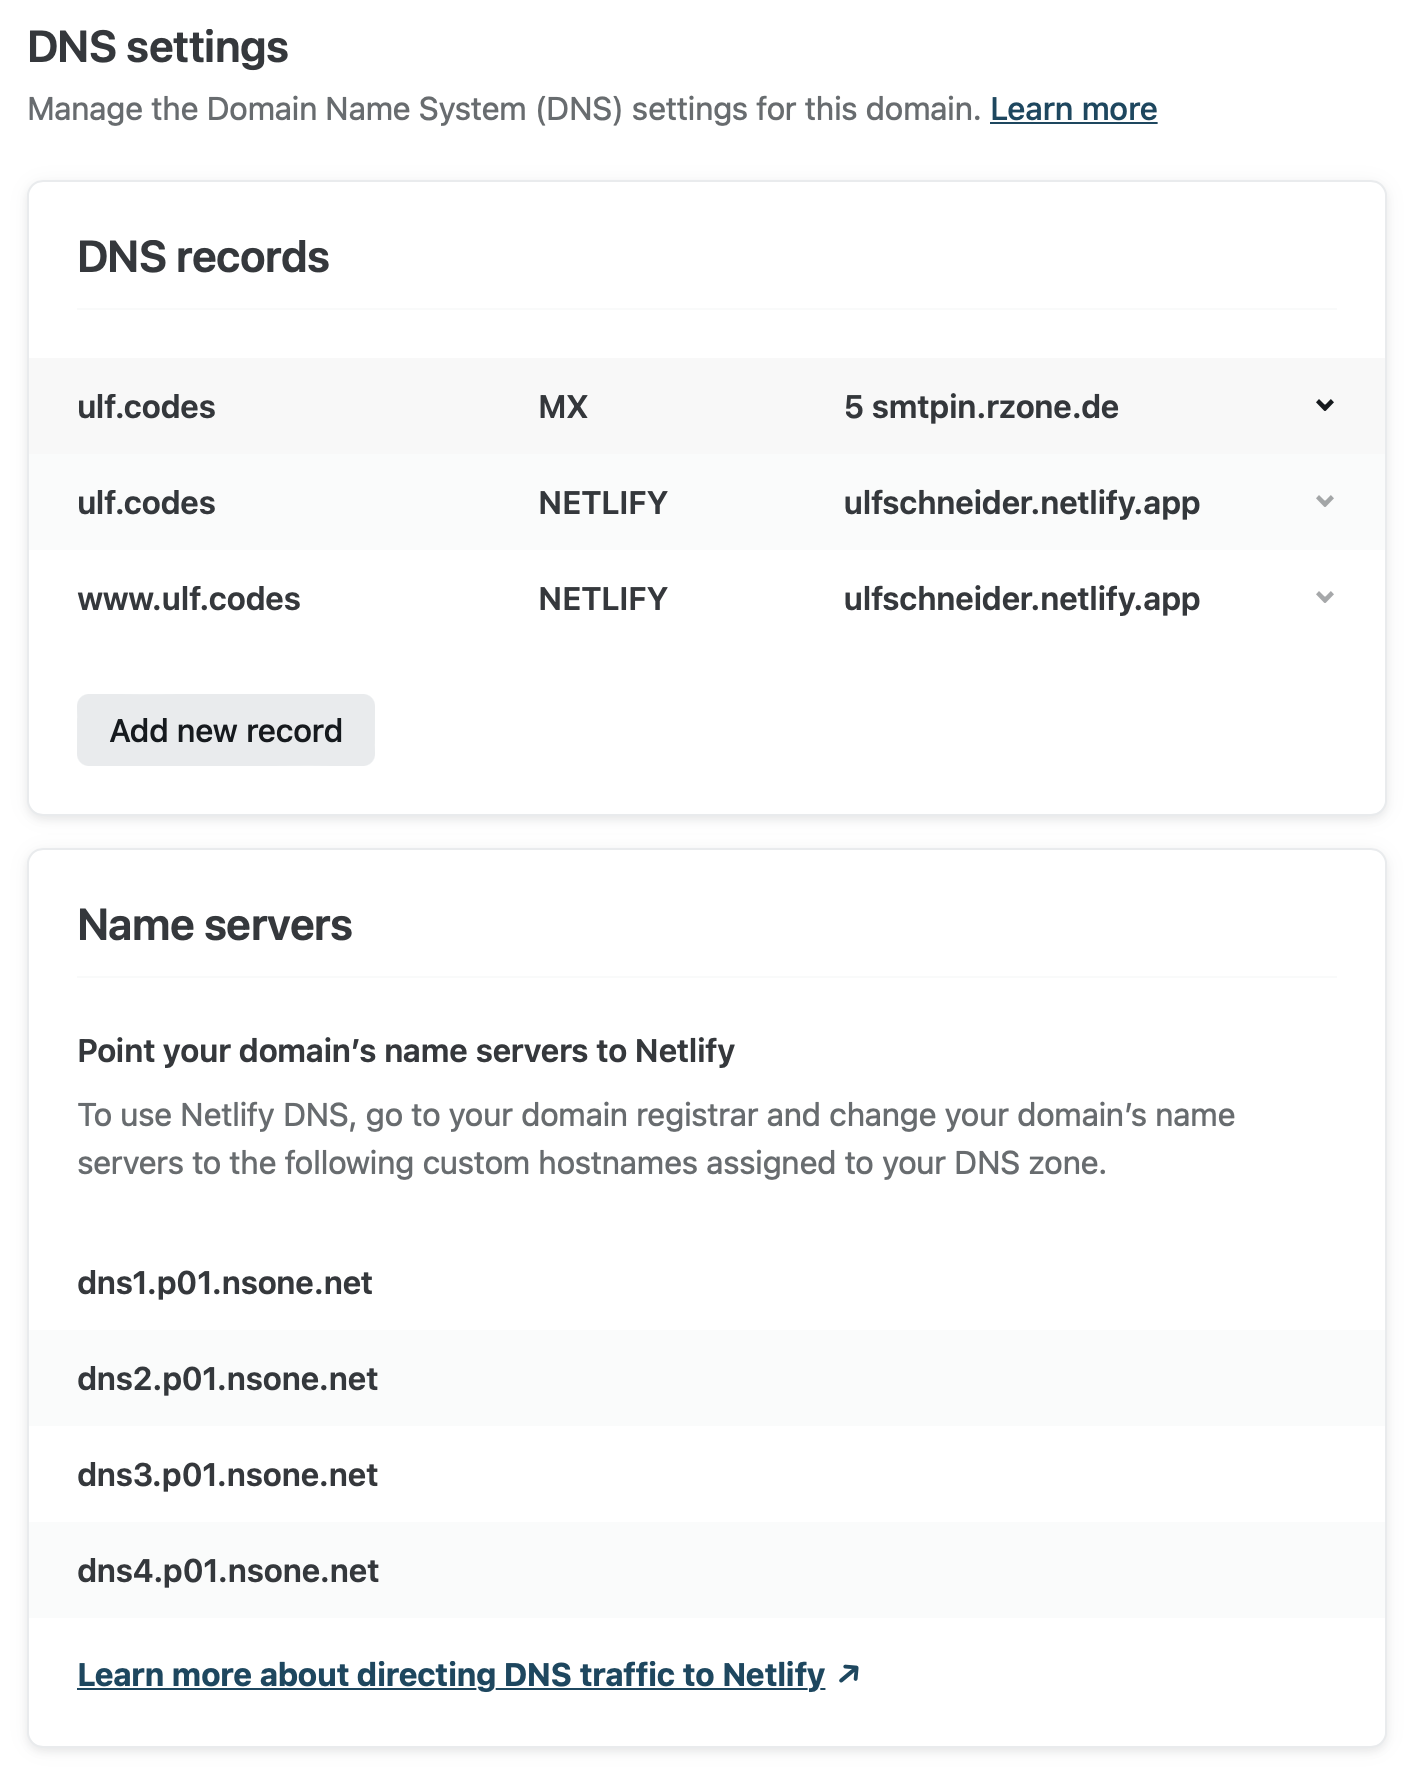 DNS settings
Manage the Domain Name System (DNS) settings for this domain. Learn more
DNS records
ulf.codes MX 5 smtpin.rzone.de
ulf.codes NETLIFY ulfschneider.netlify.app
www.ulf.codes NETLIFY ulfschneider.netlify.app
Add new record
Name servers
Point your domain’s name servers to Netlify
To use Netlify DNS, go to your domain registrar and change your domain’s name
servers to the following custom hostnames assigned to your DNS zone.
dns1.p01.nsone.net
dns2.p01.nsone.net
dns3.p01.nsone.net
dns4.p01.nsone.net
Learn more about directing DNS traffic to Netlify